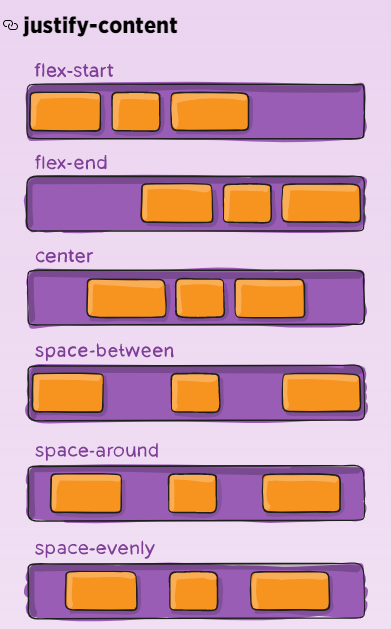 justify-content
flex-start
flex-end
center
space-between
space-around
space-evenly